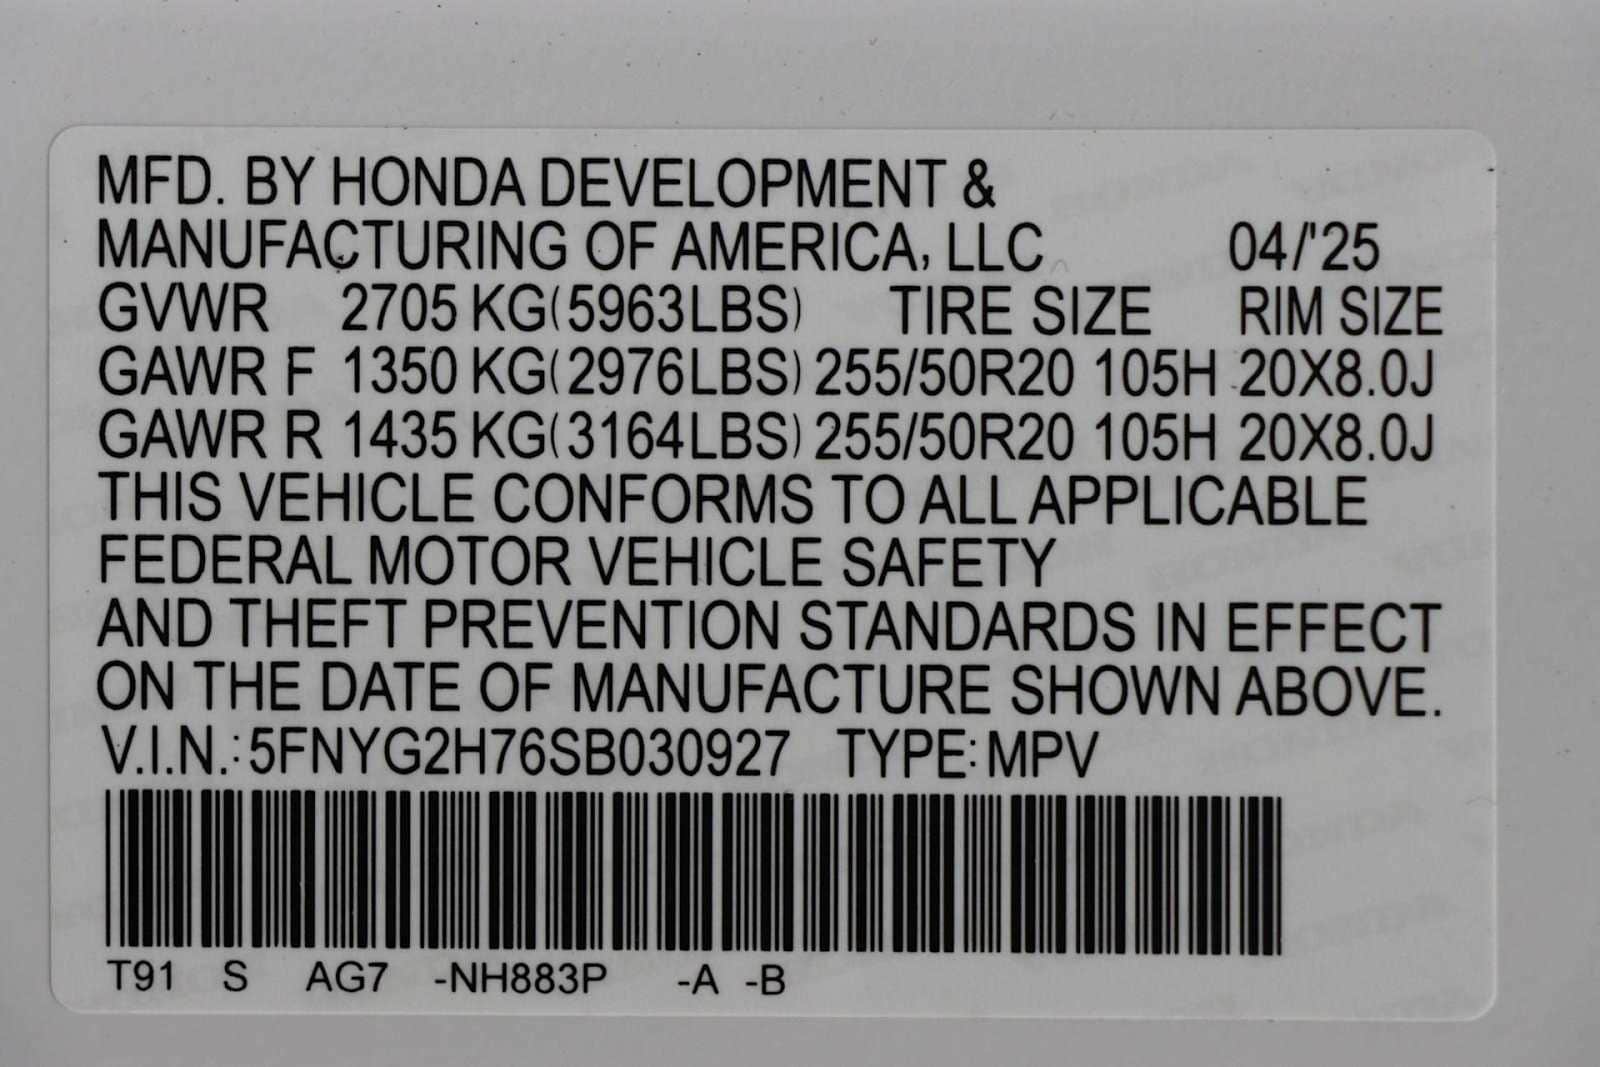 MFD. BY HONDA DEVELOPMENT &
MANUFACTURING OF AMERICA, LLC 04/'25
GVWR 2705 KG(5963LBS) TIRE SIZE RIM SIZE
GAWR F 1350 KG(2976LBS) 255/50R20 105H 20X8.0J
GAWR R 1435 KG(3164LBS) 255/50R20 105H 20X8.0J
THIS VEHICLE CONFORMS TO ALL APPLICABLE
FEDERAL MOTOR VEHICLE SAFETY
AND THEFT PREVENTION STANDARDS IN EFFECT
ON THE DATE OF MANUFACTURE SHOWN ABOVE.
V.I.N.: 5FNYG2H76SB030927 TYPE: MPV
T91 S AG7 -NH883P -A -B